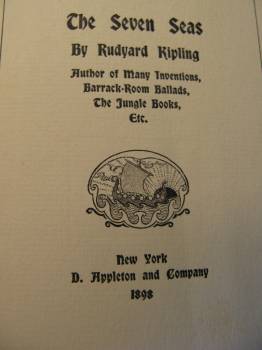 The Seven Seas
By Rudyard Kipling
Author of Many Inventions,
Barrack-Room Ballads,
The Jungle Books,
Etc.
New York
D. Appleton and Company
1898